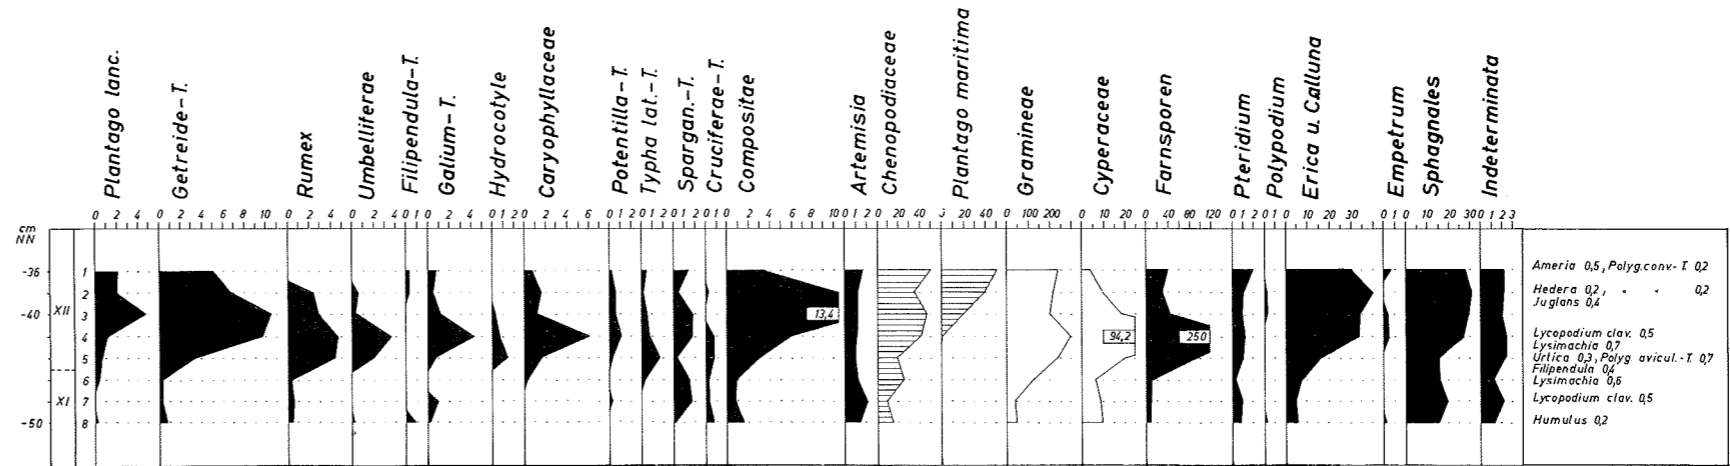 Plantago lanc.
Getreide-T.
Rumex
Umbelliferae
Filipendula-T.
Galium-T.
Hydrocotyle
Caryophyllaceae
Potentilla-T.
Typha lat.-T.
Spargan.-T.
Cruciferae-T.
Compositae
Artemisia
Chenopodiaceae
Plantago maritima
Gramineae
Cyperaceae
Farnsporen
Pteridium
Polypodium
Erica u. Calluna
Empetrum
Sphagnales
Indeterminata
0 2 4 0 2 4 6 8 10 0 2 4 0 2 4 0 1 0 2 4 0 1 2 0 2 4 6 0 1 2 0 1 2 0 1 2 0 1 0 2 4 6 8 10 0 1 2 0 20 40 0 20 40 0 100 200 0 10 20 0 40 80 120 0 1 2 0 1 0 10 20 30 0 1 0 10 20 30 0 1 2 3
cm
NN
-36 1 Ameria 0,5, Polyg.conv.-T. 0,2
2 Hedera 0,2, " " 0,2
XII -40 3 13,4 Juglans 0,4
4 94,2 250 Lycopodium clav. 0,5
Lysimachia 0,7
5 Urtica 0,3, Polyg. avicul.-T. 0,7
Filipendula 0,4
6 Lysimachia 0,6
XI 7 Lycopodium clav. 0,5
-50 8 Humulus 0,2